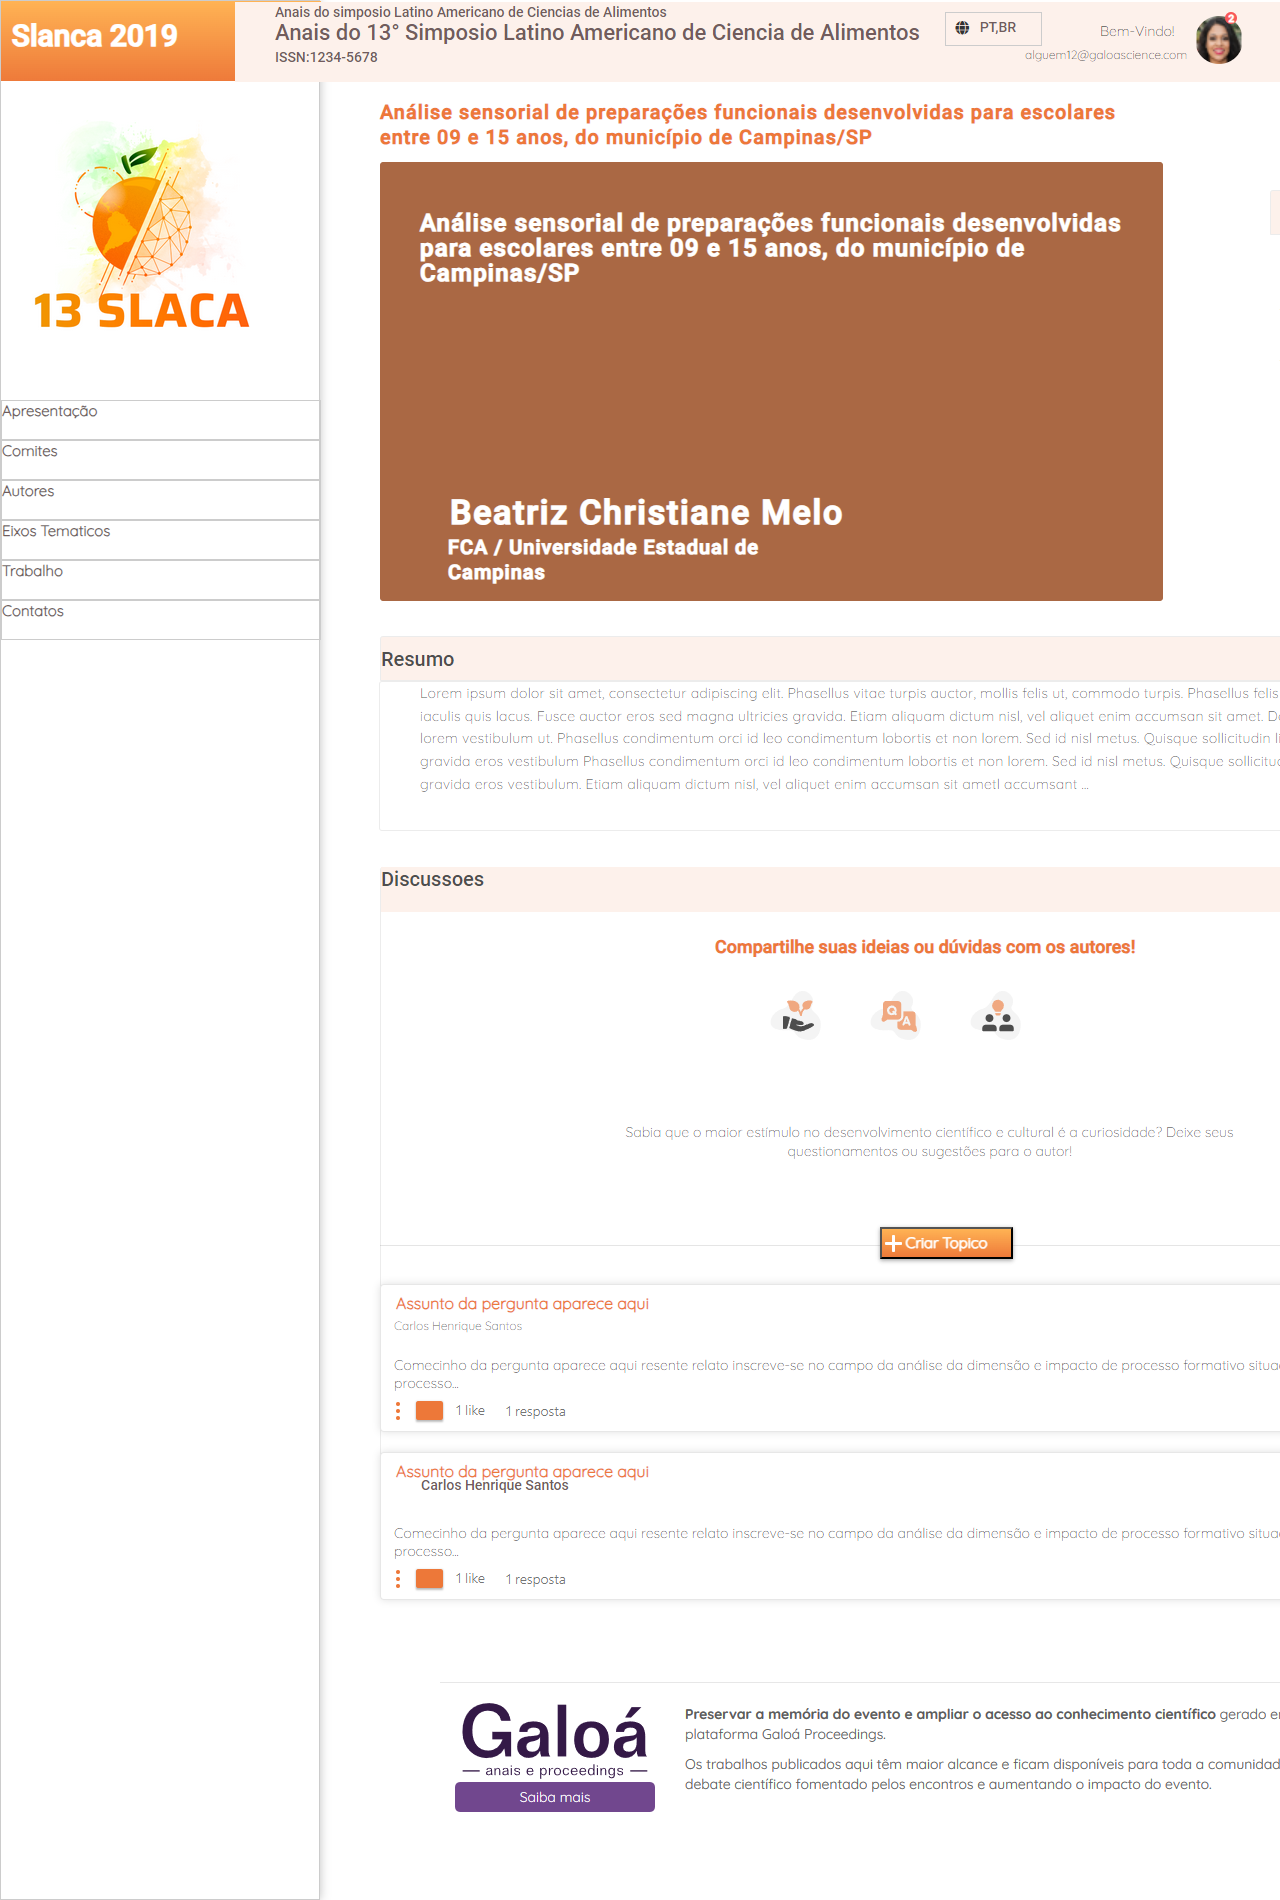 Slanca 2019
Anais do simposio Latino Americano de Ciencias de Alimentos
Anais do 13° Simposio Latino Americano de Ciencia de Alimentos
ISSN:1234-5678
PT,BR
Bem-Vindo!
alguem12@galoascience.com
2
13 SLACA
Apresentação
Comites
Autores
Eixos Tematicos
Trabalho
Contatos
Análise sensorial de preparações funcionais desenvolvidas para escolares
entre 09 e 15 anos, do município de Campinas/SP
Análise sensorial de preparações funcionais desenvolvidas
para escolares entre 09 e 15 anos, do município de
Campinas/SP
Beatriz Christiane Melo
FCA / Universidade Estadual de
Campinas
Resumo
Lorem ipsum dolor sit amet, consectetur adipiscing elit. Phasellus vitae turpis auctor, mollis felis ut, commodo turpis. Phasellus felis
iaculis quis lacus. Fusce auctor eros sed magna ultricies gravida. Etiam aliquam dictum nisl, vel aliquet enim accumsan sit amet.
lorem vestibulum ut. Phasellus condimentum orci id leo condimentum lobortis et non lorem. Sed id nisl metus. Quisque sollicitudin
gravida eros vestibulum Phasellus condimentum orci id leo condimentum lobortis et non lorem. Sed id nisl metus. Quisque
gravida eros vestibulum. Etiam aliquam dictum nisl, vel aliquet enim accumsan sit ametl accumsant ...
Discussoes
Compartilhe suas ideias ou dúvidas com os autores!
Q A
Sabia que o maior estímulo no desenvolvimento científico e cultural é a curiosidade? Deixe seus
questionamentos ou sugestões para o autor!
Criar Topico
Assunto da pergunta aparece aqui
Carlos Henrique Santos
Comecinho da pergunta aparece aqui resente relato inscreve-se no campo da análise da dimensão e impacto de processo formativo
processo...
1 like 1 resposta
Assunto da pergunta aparece aqui
Carlos Henrique Santos
Comecinho da pergunta aparece aqui resente relato inscreve-se no campo da análise da dimensão e impacto de processo formativo
processo...
1 like 1 resposta
Galoá
anais e proceedings
Saiba mais
Preservar a memória do evento e ampliar o acesso ao conhecimento científico gerado
plataforma Galoá Proceedings.
Os trabalhos publicados aqui têm maior alcance e ficam disponíveis para toda a
debate científico fomentado pelos encontros e aumentando o impacto do evento.